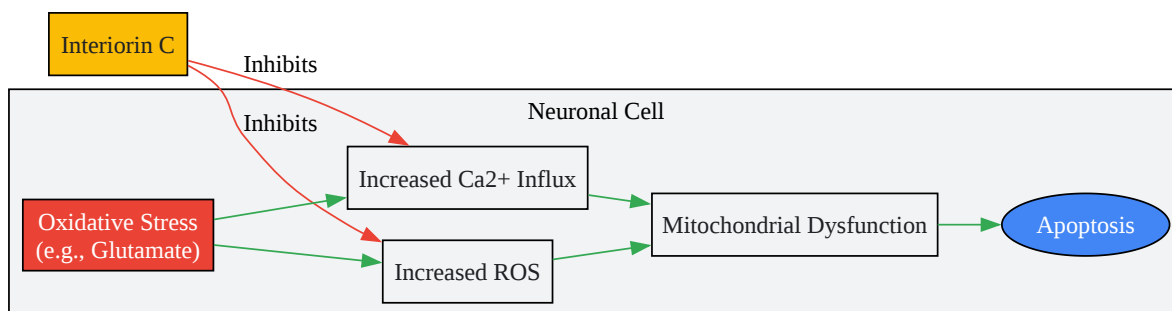 Interiorin C
Inhibits
Neuronal Cell
Inhibits
Increased Ca2+ Influx
Oxidative Stress
(e.g., Glutamate)
Mitochondrial Dysfunction
Apoptosis
Increased ROS